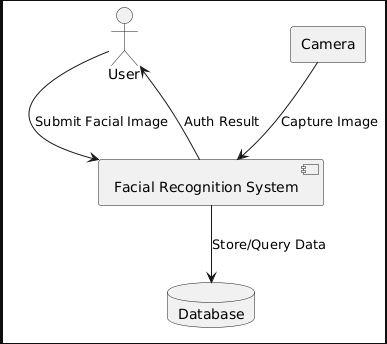 Camera
User
Submit Facial Image
Auth Result
Capture Image
Facial Recognition System
Store/Query Data
Database